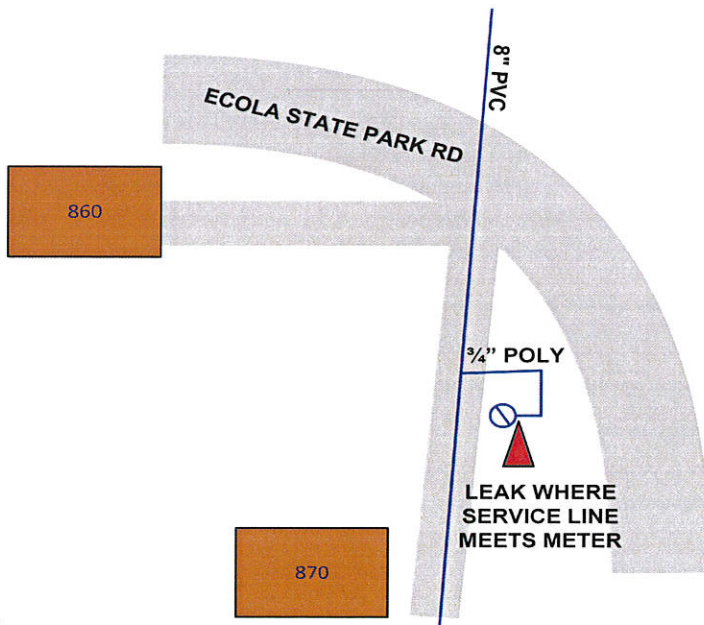 8" PVC
ECOLA STATE PARK RD
860
¾” POLY
LEAK WHERE
SERVICE LINE
MEETS METER
870